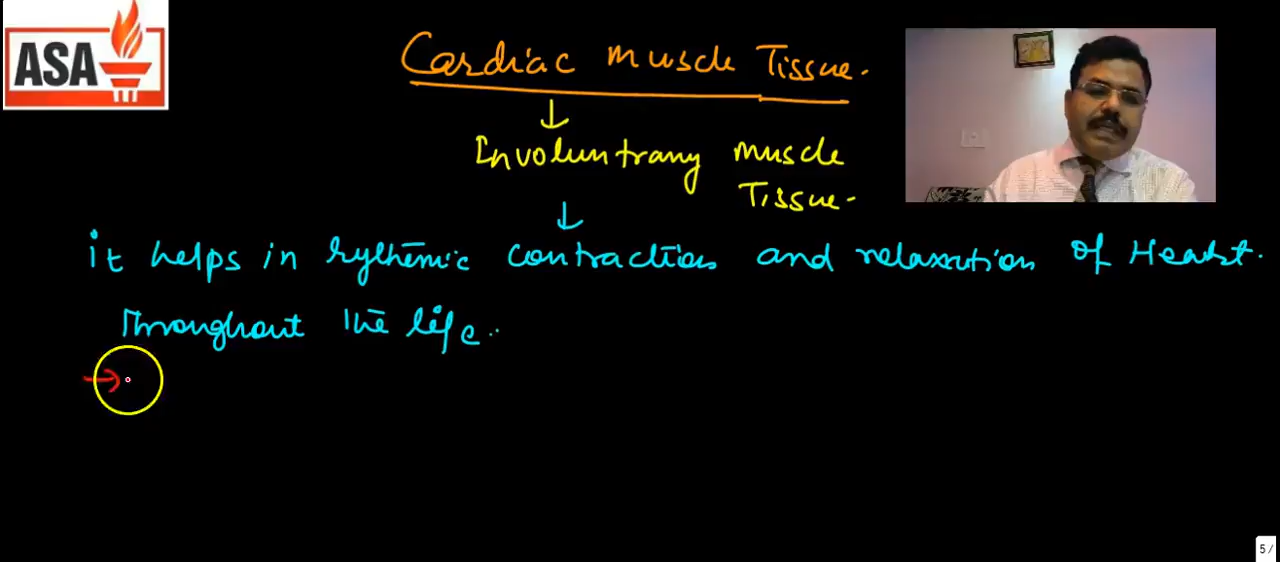 ASA
Cardiac Muscle Tissue.
Involuntrany muscle
Tissue.
it helps in rythemic contraction and relaxation of Heart.
Throughout the life..
5/